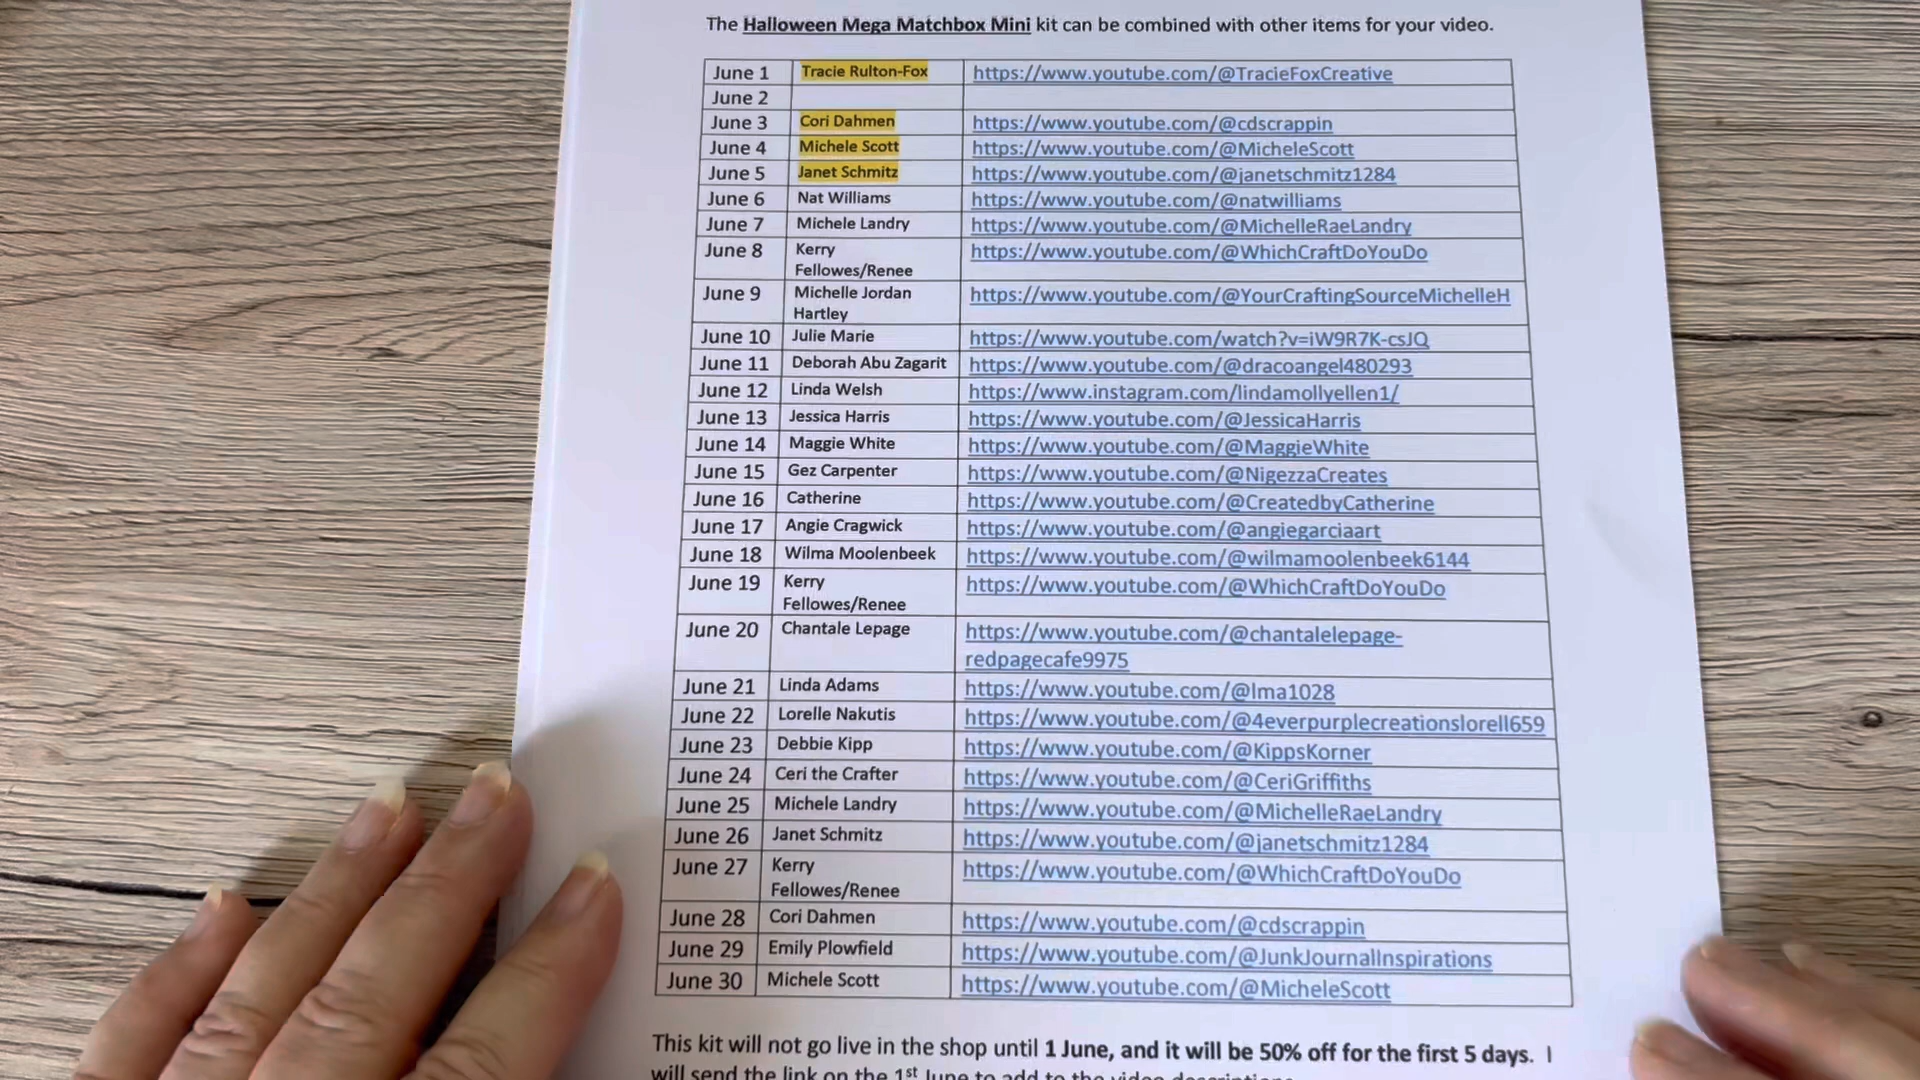 The Halloween Mega Matchbox Mini kit can be combined with other items for your video.
June 1 Tracie Rulton-Fox https://www.youtube.com/@TracieFoxCreative
June 2
June 3 Cori Dahmen https://www.youtube.com/@cdscrappin
June 4 Michele Scott https://www.youtube.com/@MicheleScott
June 5 Janet Schmitz https://www.youtube.com/@janetschmitz1284
June 6 Nat Williams https://www.youtube.com/@natwilliams
June 7 Michele Landry https://www.youtube.com/@MichelleRaeLandry
June 8 Kerry https://www.youtube.com/@WhichCraftDoYouDo
Fellowes/Renee
June 9 Michelle Jordan https://www.youtube.com/@YourCraftingSourceMichelleH
Hartley
June 10 Julie Marie https://www.youtube.com/watch?v=iW9R7K-csJQ
June 11 Deborah Abu Zagarit https://www.youtube.com/@dracoangel480293
June 12 Linda Welsh https://www.instagram.com/lindamollyellen1/
June 13 Jessica Harris https://www.youtube.com/@JessicaHarris
June 14 Maggie White https://www.youtube.com/@MaggieWhite
June 15 Gez Carpenter https://www.youtube.com/@NigezzaCreates
June 16 Catherine https://www.youtube.com/@CreatedbyCatherine
June 17 Angie Cragwick https://www.youtube.com/@angiegarciaart
June 18 Wilma Moolenbeek https://www.youtube.com/@wilmamoolenbeek6144
June 19 Kerry https://www.youtube.com/@WhichCraftDoYouDo
Fellowes/Renee
June 20 Chantale Lepage https://www.youtube.com/@chantalelepage-
redpagecafe9975
June 21 Linda Adams https://www.youtube.com/@lma1028
June 22 Lorelle Nakutis https://www.youtube.com/@4everpurplecreationslorell659
June 23 Debbie Kipp https://www.youtube.com/@KippsKorner
June 24 Ceri the Crafter https://www.youtube.com/@CeriGriffiths
June 25 Michele Landry https://www.youtube.com/@MichelleRaeLandry
June 26 Janet Schmitz https://www.youtube.com/@janetschmitz1284
June 27 Kerry https://www.youtube.com/@WhichCraftDoYouDo
Fellowes/Renee
June 28 Cori Dahmen https://www.youtube.com/@cdscrappin
June 29 Emily Plowfield https://www.youtube.com/@JunkJournalInspirations
June 30 Michele Scott https://www.youtube.com/@MicheleScott
This kit will not go live in the shop until 1 June, and it will be 50% off for the first 5 days. I
will send the link on the 1st June to add to the video descriptions.